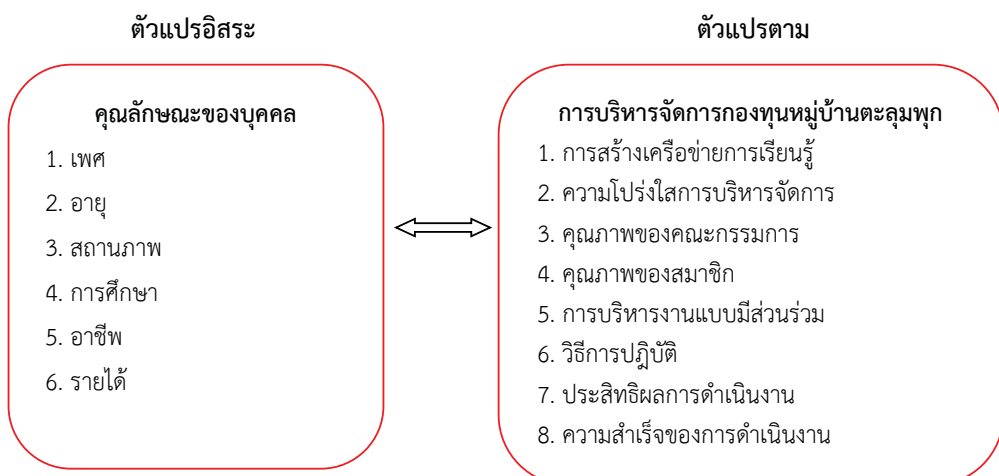 ตัวแปรอิสระ
คุณลักษณะของบุคคล
1. เพศ
2. อายุ
3. สถานภาพ
4. การศึกษา
5. อาชีพ
6. รายได้
ตัวแปรตาม
การบริหารจัดการกองทุนหมู่บ้านตะลุมพุก
1. การสร้างเครือข่ายการเรียนรู้
2. ความโปร่งใสการบริหารจัดการ
3. คุณภาพของคณะกรรมการ
4. คุณภาพของสมาชิก
5. การบริหารงานแบบมีส่วนร่วม
6. วิธีการปฏิบัติ
7. ประสิทธิผลการดำเนินงาน
8. ความสำเร็จของการดำเนินงาน